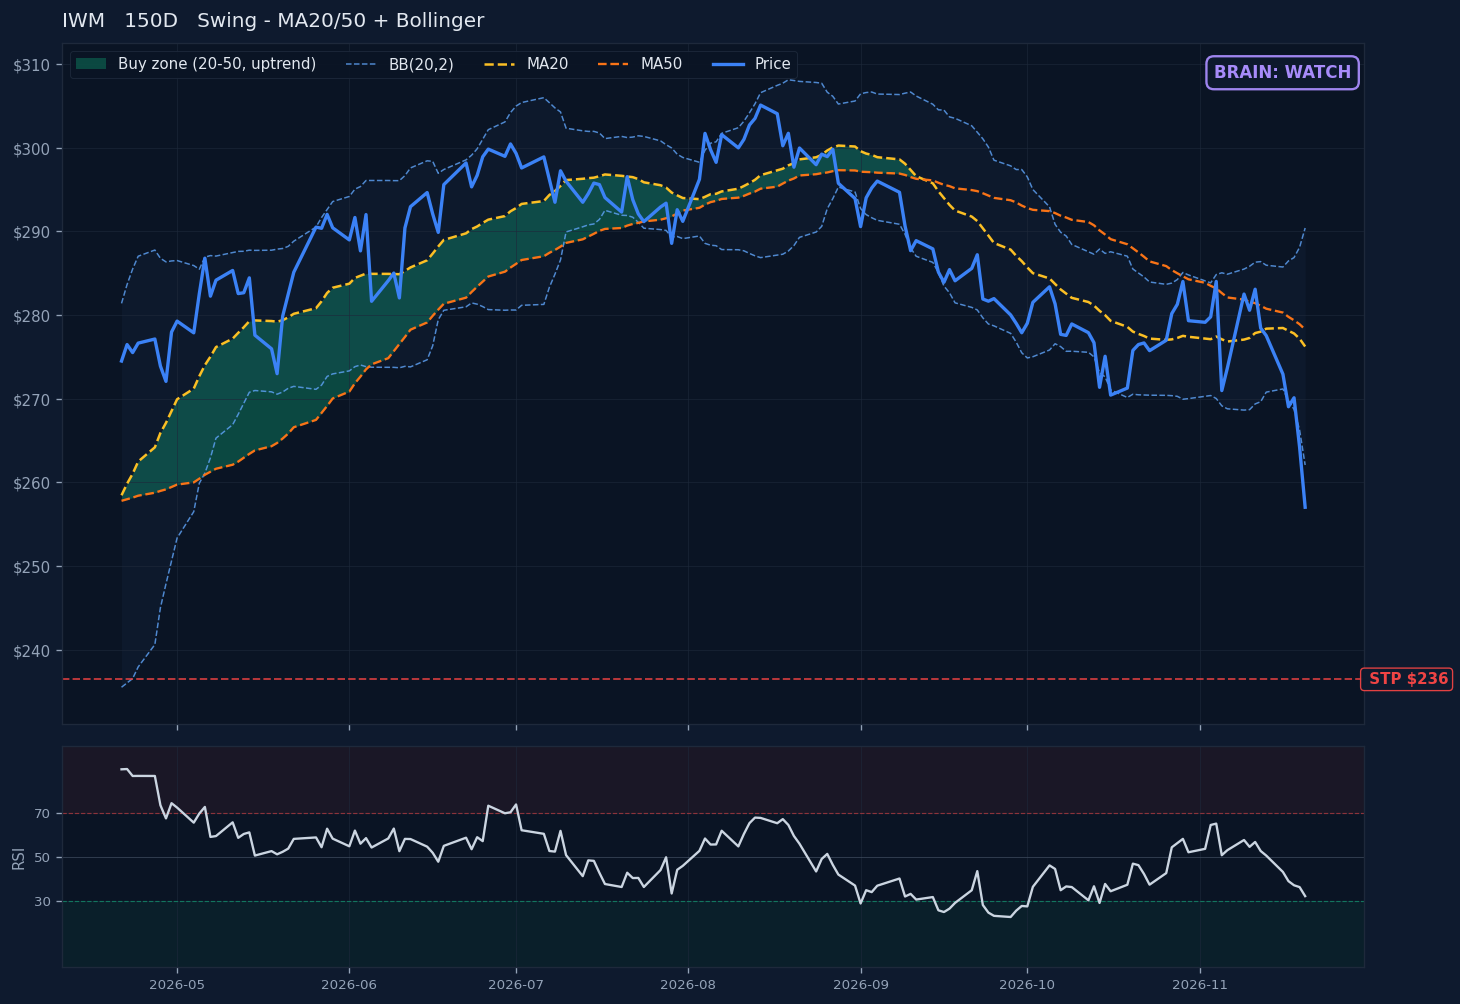 IWM   150D   Swing - MA20/50 + Bollinger
Buy zone (20-50, uptrend)   BB(20,2)   MA20   MA50   Price
BRAIN: WATCH
$310
$300
$290
$280
$270
$260
$250
$240
STP $236
RSI
70
50
30
2026-05   2026-06   2026-07   2026-08   2026-09   2026-10   2026-11